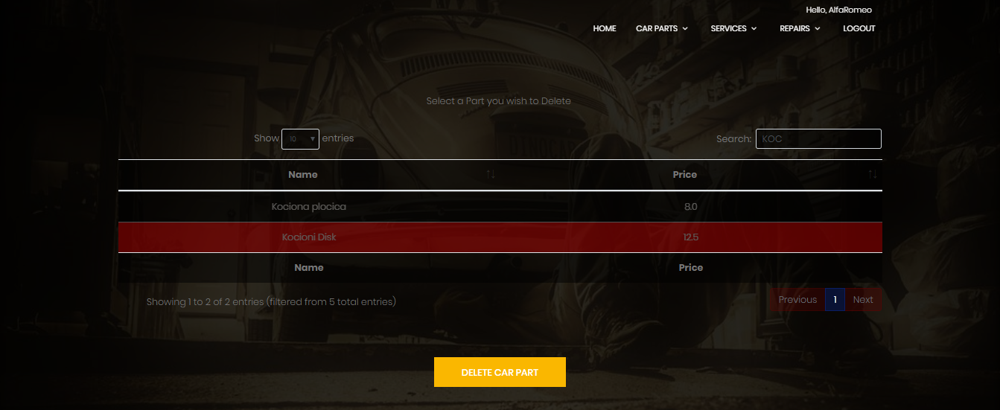 Hello, AlfaRomeo
HOME CAR PARTS SERVICES REPAIRS LOGOUT
Select a Part you wish to Delete
Show 10 entries Search: KOC
Name Price
Kociona plocica 8.0
Kocioni Disk 12.5
Name Price
Showing 1 to 2 of 2 entries (filtered from 5 total entries) Previous 1 Next
DELETE CAR PART